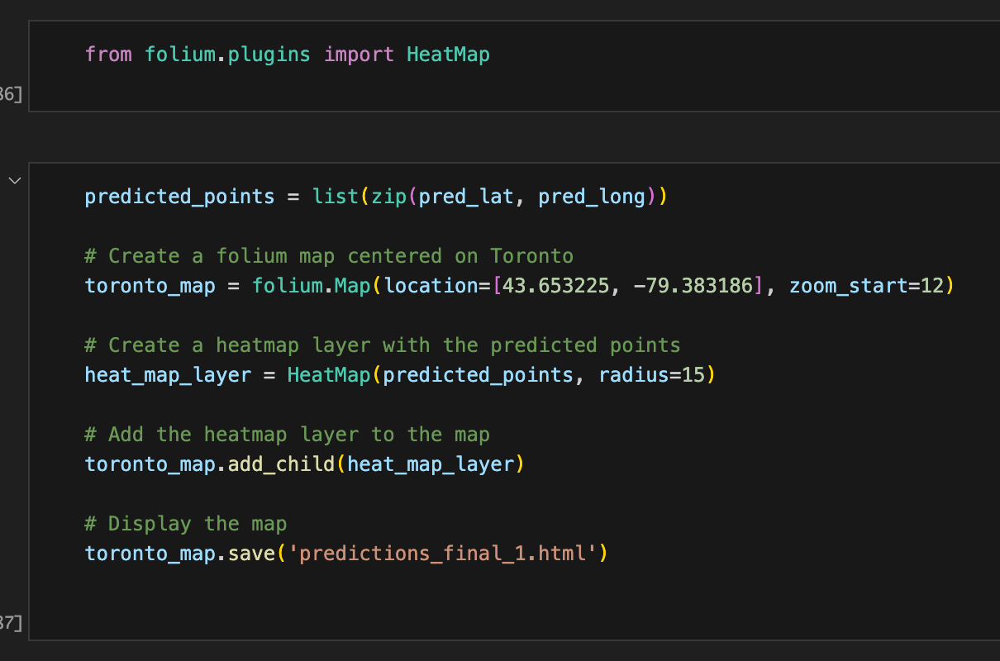 from folium.plugins import HeatMap
36]
predicted_points = list(zip(pred_lat, pred_long))
# Create a folium map centered on Toronto
toronto_map = folium.Map(location=[43.653225, -79.383186], zoom_start=12)
# Create a heatmap layer with the predicted points
heat_map_layer = HeatMap(predicted_points, radius=15)
# Add the heatmap layer to the map
toronto_map.add_child(heat_map_layer)
# Display the map
toronto_map.save('predictions_final_1.html')
37]